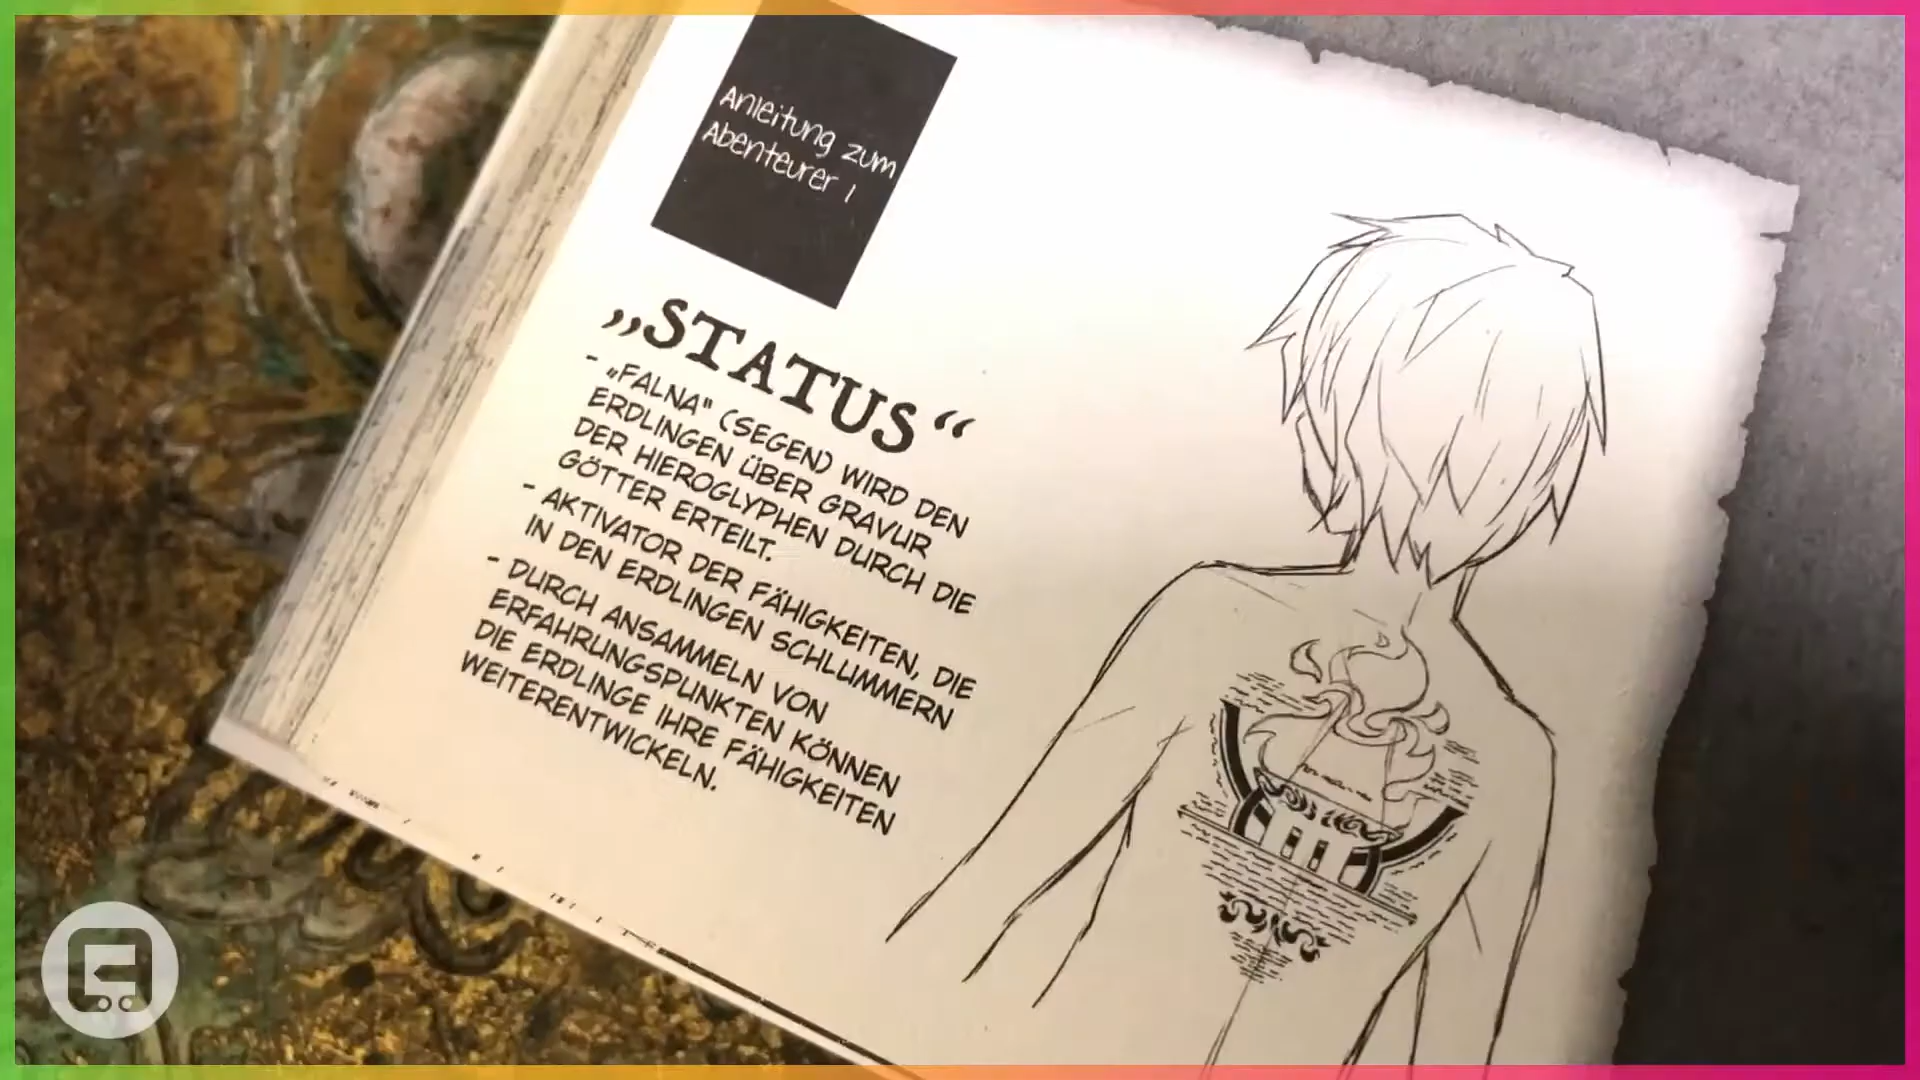 Anleitung zum
Abenteurer 1
„STATUS“
- „FALNA“ (SEGEN) WIRD DEN
ERDLINGEN ÜBER GRAVUR
DER HIEROGLYPHEN DURCH DIE
GÖTTER ERTEILT.
- AKTIVATOR DER FÄHIGKEITEN, DIE
IN DEN ERDLINGEN SCHLUMMERN
- DURCH ANSAMMELN VON
ERFAHRUNGSPUNKTEN KÖNNEN
DIE ERDLINGE IHRE FÄHIGKEITEN
WEITERENTWICKELN.